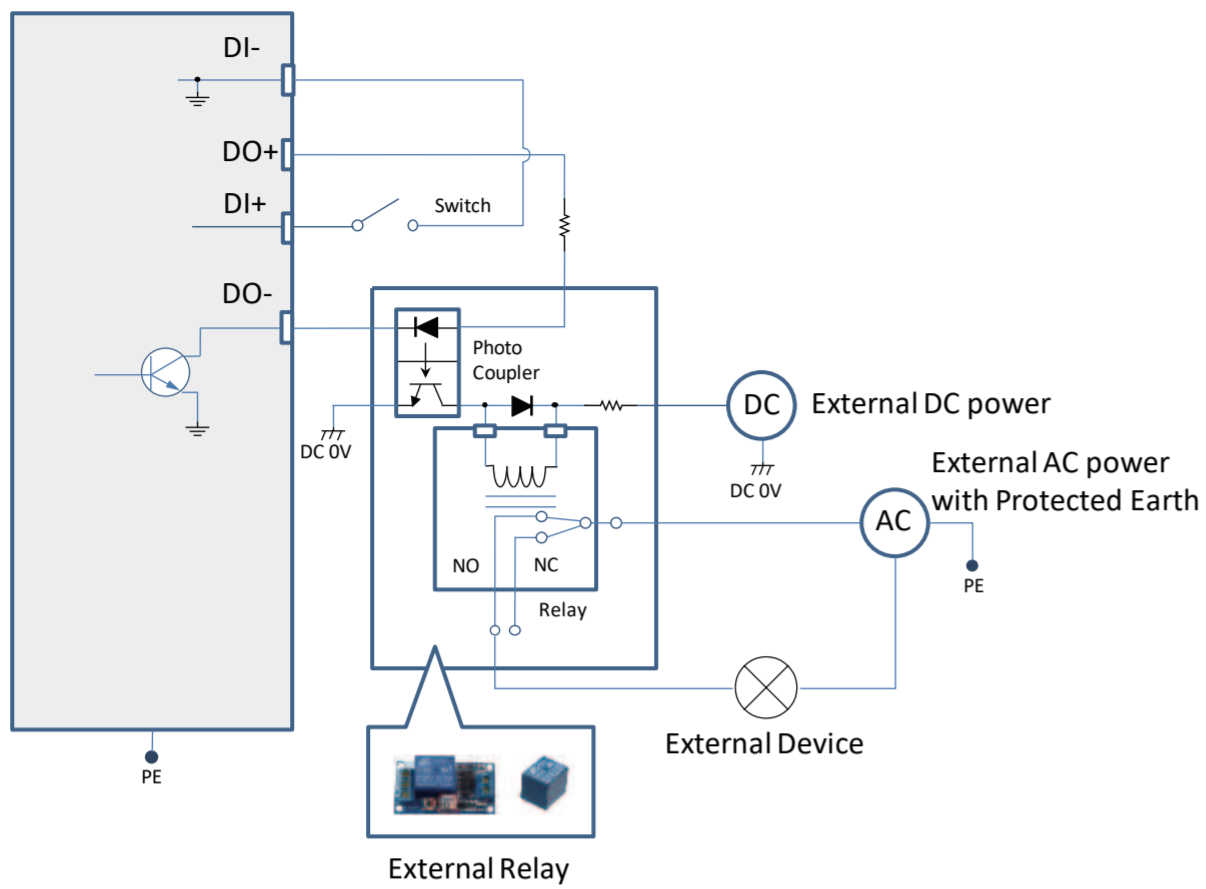 DI-
DO+
DI+
Switch
DO-
Photo
Coupler
DC
External DC power
DC 0V
DC 0V
External AC power
with Protected Earth
AC
NO
NC
PE
Relay
External Device
PE
External Relay